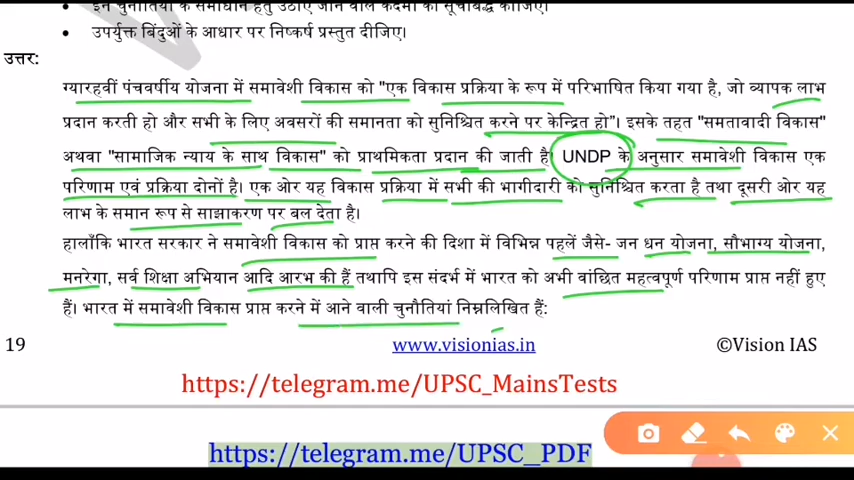 इन चुनौतियों के समाधान हेतु उठाए जाने वाले कदमों को सूचीबद्ध कीजिए।
• उपर्युक्त बिंदुओं के आधार पर निष्कर्ष प्रस्तुत दीजिए।
उत्तर:
ग्यारहवीं पंचवर्षीय योजना में समावेशी विकास को "एक विकास प्रक्रिया के रूप में परिभाषित किया गया है, जो व्यापक लाभ
प्रदान करती हो और सभी के लिए अवसरों की समानता को सुनिश्चित करने पर केन्द्रित हो"। इसके तहत "समतावादी विकास"
अथवा "सामाजिक न्याय के साथ विकास" को प्राथमिकता प्रदान की जाती है। UNDP के अनुसार समावेशी विकास एक
परिणाम एवं प्रक्रिया दोनों है। एक ओर यह विकास प्रक्रिया में सभी की भागीदारी को सुनिश्चित करता है तथा दूसरी ओर यह
लाभ के समान रूप से साझाकरण पर बल देता है।
हालाँकि भारत सरकार ने समावेशी विकास को प्राप्त करने की दिशा में विभिन्न पहलें जैसे- जन धन योजना, सौभाग्य योजना,
मनरेगा, सर्व शिक्षा अभियान आदि आरंभ की हैं तथापि इस संदर्भ में भारत को अभी वांछित महत्वपूर्ण परिणाम प्राप्त नहीं हुए
हैं। भारत में समावेशी विकास प्राप्त करने में आने वाली चुनौतियां निम्नलिखित हैं:
19 www.visionias.in ©Vision IAS
https://telegram.me/UPSC_MainsTests
https://telegram.me/UPSC_PDF